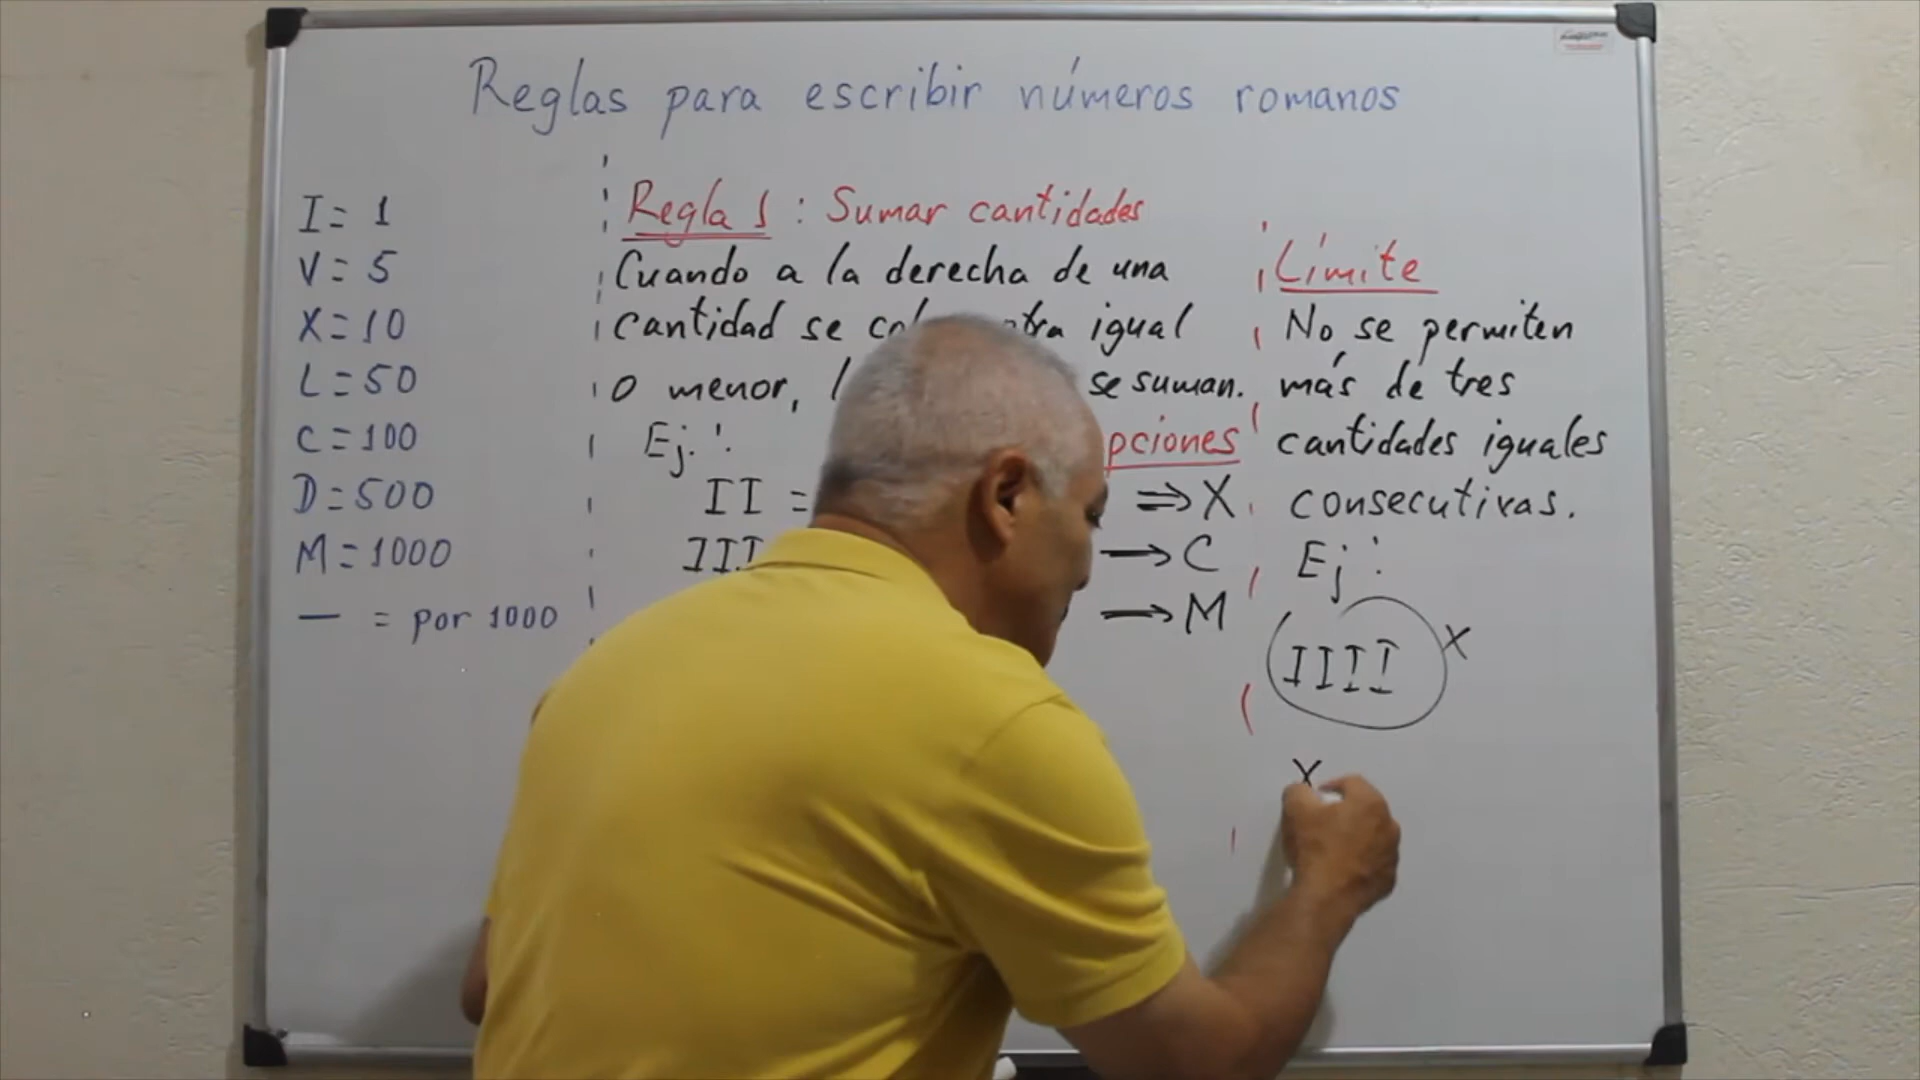 Reglas para escribir números romanos
I = 1
V = 5
X = 10
L = 50
C = 100
D = 500
M = 1000
— = por 1000
Regla 1 : Sumar cantidades
Cuando a la derecha de una
cantidad se igual
o menor, se suman.
Ej.:
II =
III
⇒ X
→ C
→ M
Límite
No se permiten
más de tres
cantidades iguales
consecutivas.
Ej:
IIII X
X